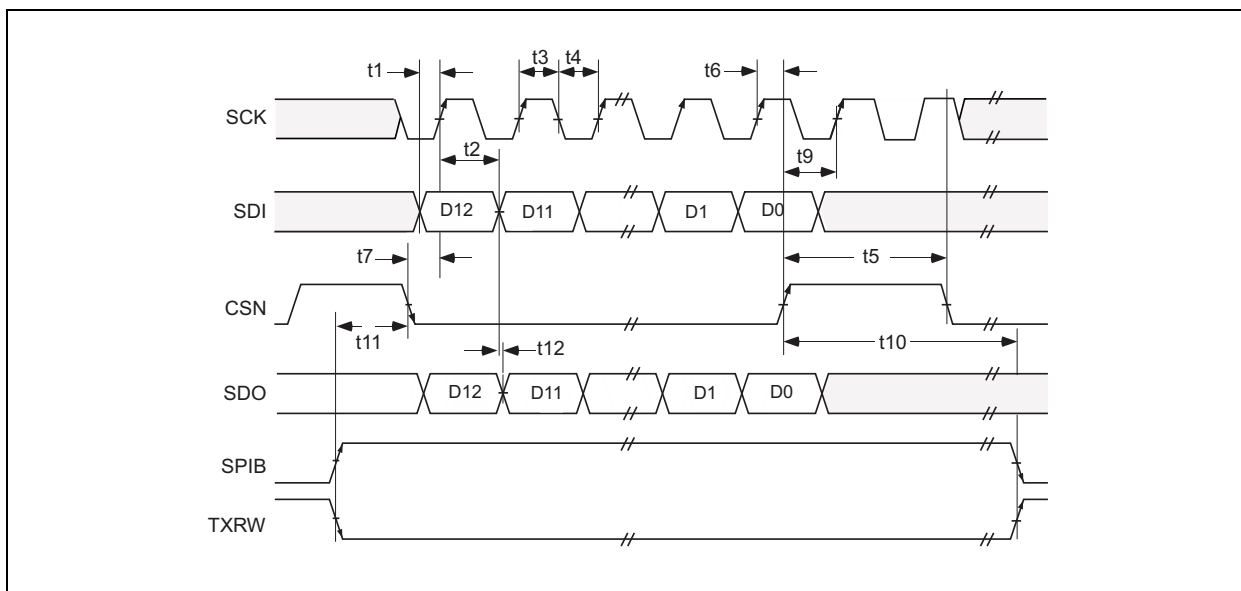 t1
t3
t4
t6
SCK
t2
t9
SDI
D12
D11
D1
D0
t7
t5
CSN
t11
t12
t10
SDO
D12
D11
D1
D0
SPIB
TXRW